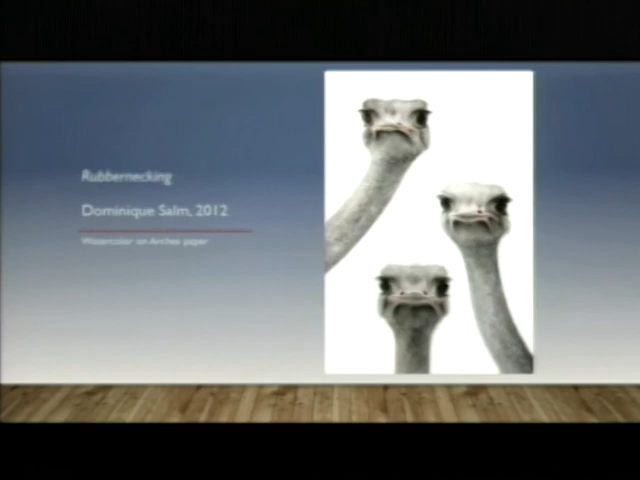 Rubbernecking
Dominique Salm, 2012
Watercolor on Arches paper